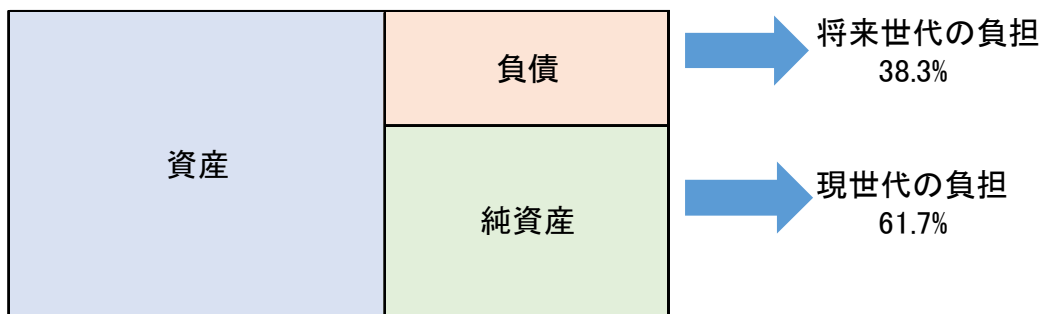 資産
負債
純資産
将来世代の負担
38.3%
現世代の負担
61.7%